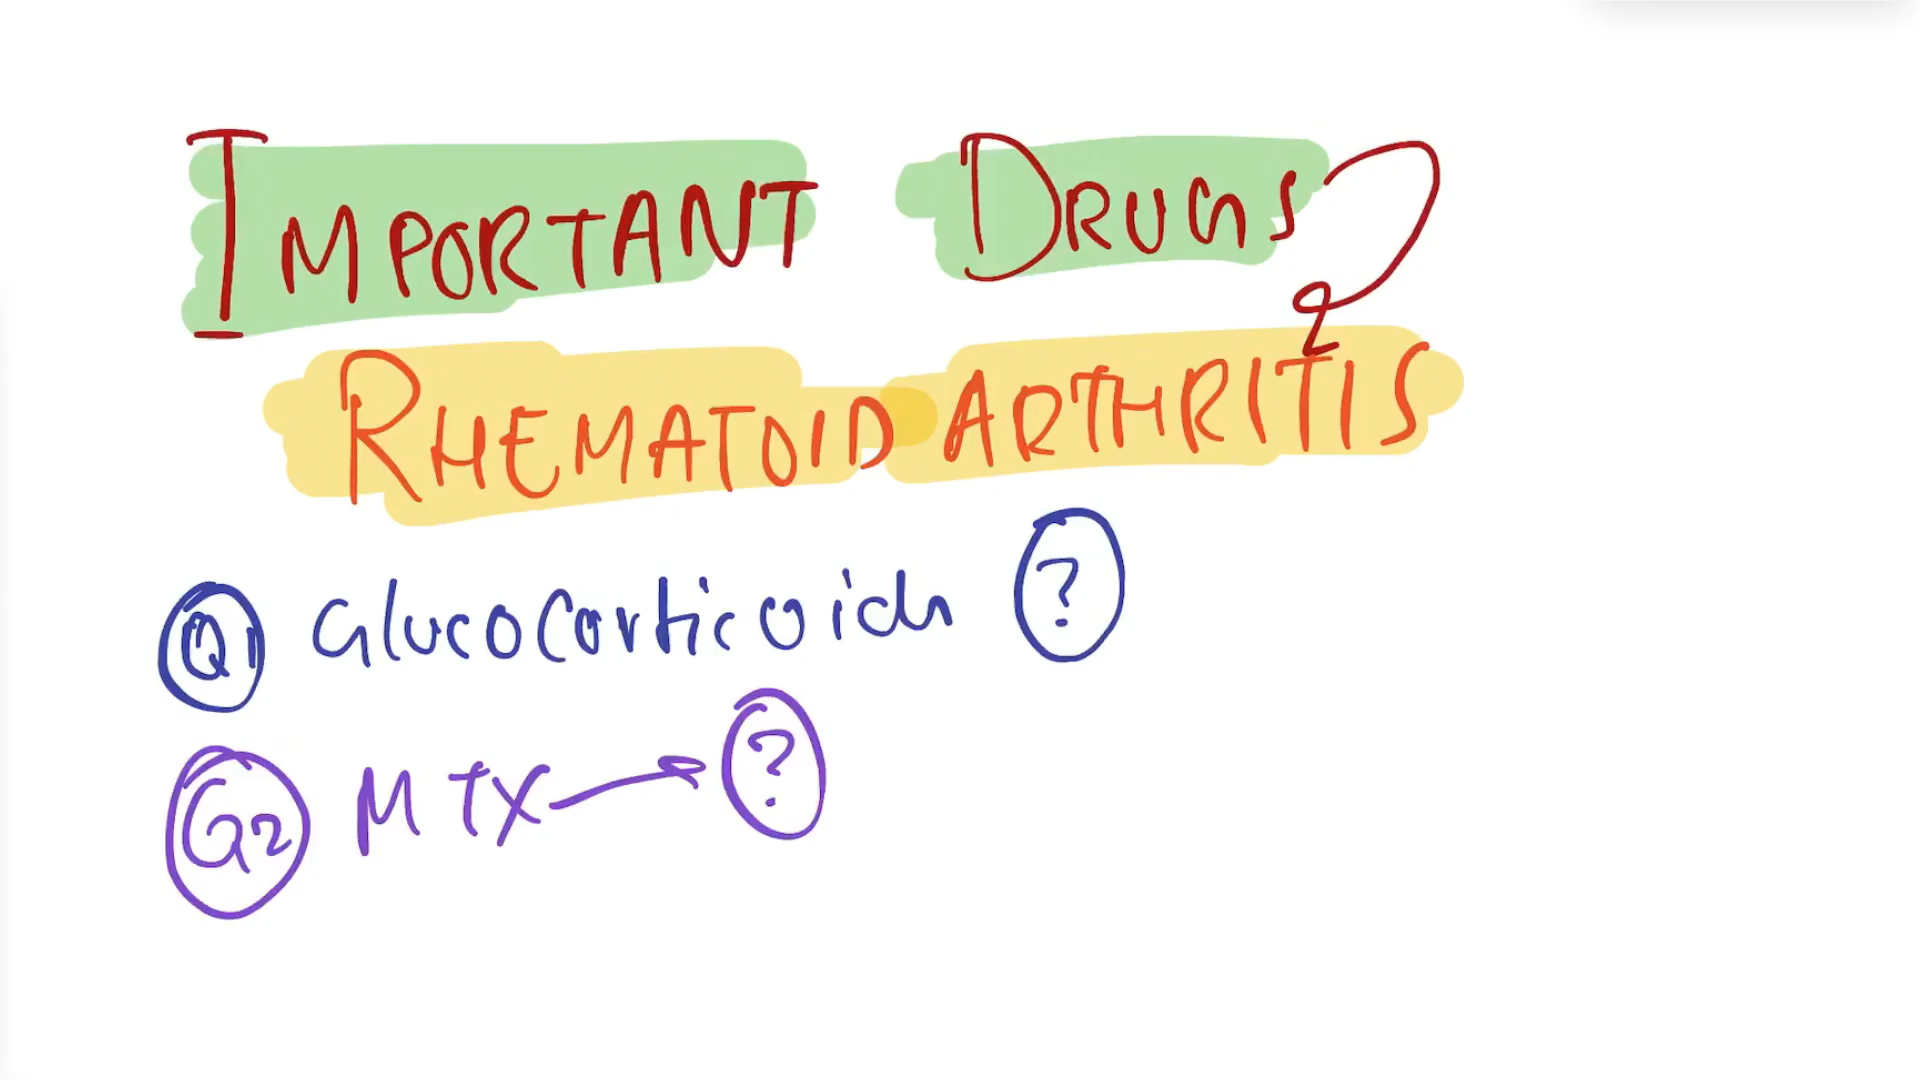 IMPORTANT DRUGS
RHEMATOID ARTHRITIS
Q1 Glucocorticoids ?
Q2 MTX → ?